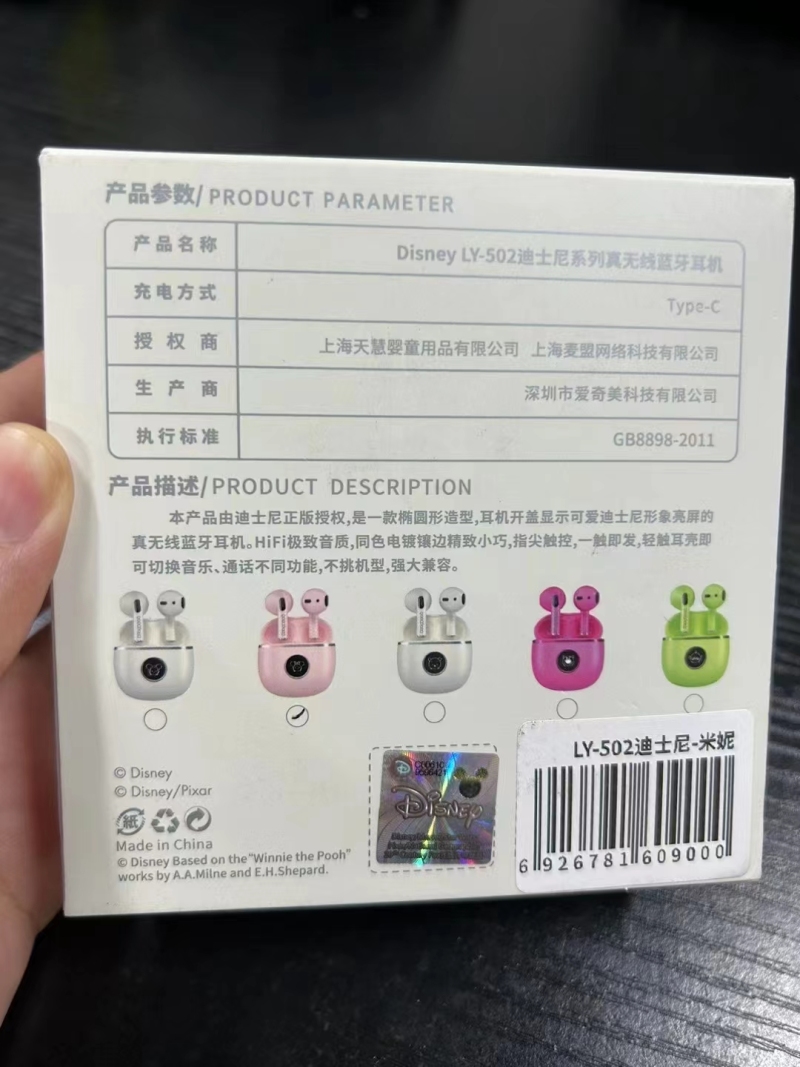 产品参数/PRODUCT PARAMETER
产品名称 Disney LY-502迪士尼系列真无线蓝牙耳机
充电方式 Type-C
授权商 上海天慧婴童用品有限公司 上海麦盟网络科技有限公司
生产商 深圳市爱奇美科技有限公司
执行标准 GB8898-2011
产品描述/PRODUCT DESCRIPTION
本产品由迪士尼正版授权,是一款椭圆形造型,耳机开盖显示可爱迪士尼形象亮屏的
真无线蓝牙耳机。HiFi极致音质,同色电镀镶边精致小巧,指尖触控,一触即发,轻触耳壳即
可切换音乐、通话不同功能,不挑机型,强大兼容。
© Disney
© Disney/Pixar
紙
Made in China
© Disney Based on the"Winnie the Pooh"
works by A.A.Milne and E.H.Shepard.
Disney
LY-502迪士尼-米妮
6 926781 609000